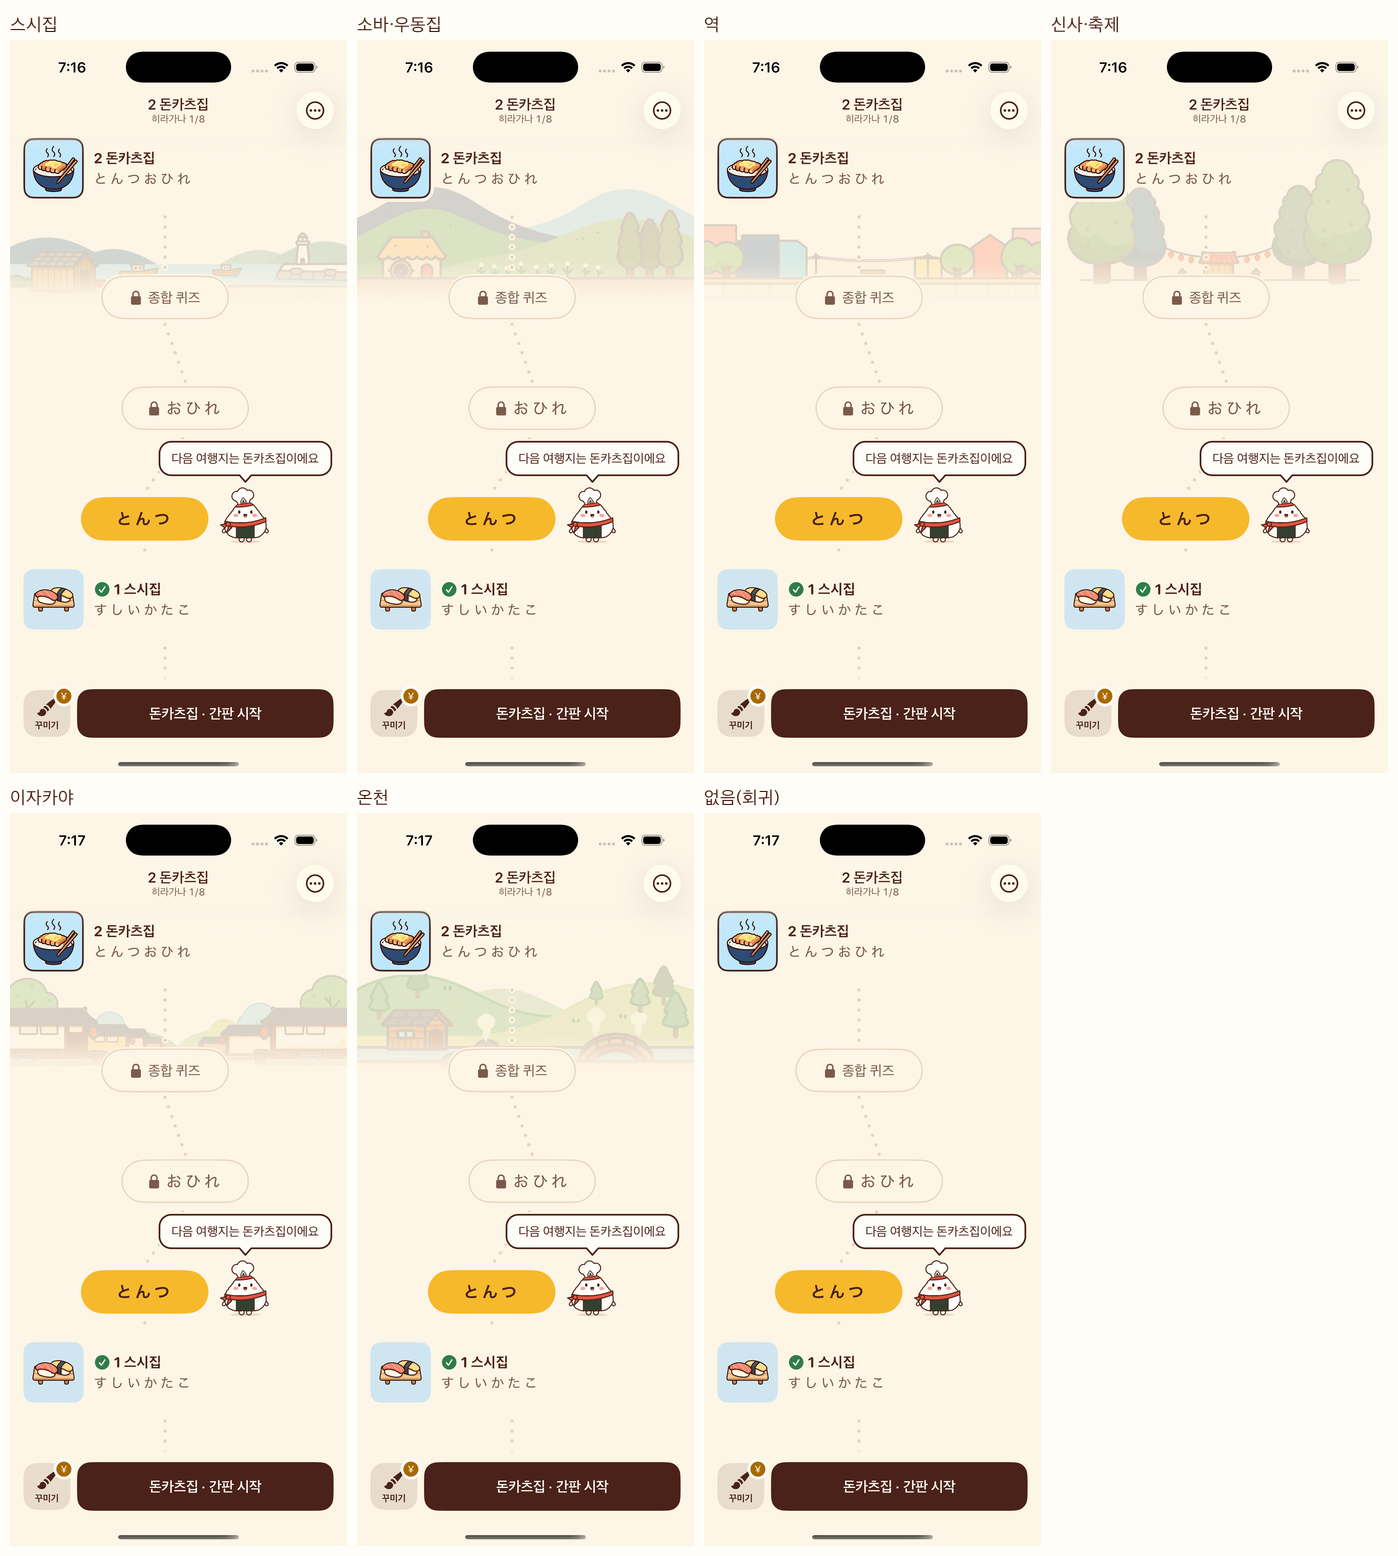 스시집
7:16
2 돈카츠집
히라가나 1/8
2 돈카츠집
とんつおひれ
종합 퀴즈
おひれ
다음 여행지는 돈카츠집이에요
とんつ
1 스시집
すしいかたこ
¥
꾸미기
돈카츠집 · 간판 시작
소바·우동집
7:16
2 돈카츠집
히라가나 1/8
2 돈카츠집
とんつおひれ
종합 퀴즈
おひれ
다음 여행지는 돈카츠집이에요
とんつ
1 스시집
すしいかたこ
¥
꾸미기
돈카츠집 · 간판 시작
역
7:16
2 돈카츠집
히라가나 1/8
2 돈카츠집
とんつおひれ
종합 퀴즈
おひれ
다음 여행지는 돈카츠집이에요
とんつ
1 스시집
すしいかたこ
¥
꾸미기
돈카츠집 · 간판 시작
신사·축제
7:16
2 돈카츠집
히라가나 1/8
2 돈카츠집
とんつおひれ
종합 퀴즈
おひれ
다음 여행지는 돈카츠집이에요
とんつ
1 스시집
すしいかたこ
¥
꾸미기
돈카츠집 · 간판 시작
이자카야
7:17
2 돈카츠집
히라가나 1/8
2 돈카츠집
とんつおひれ
종합 퀴즈
おひれ
다음 여행지는 돈카츠집이에요
とんつ
1 스시집
すしいかたこ
¥
꾸미기
돈카츠집 · 간판 시작
온천
7:17
2 돈카츠집
히라가나 1/8
2 돈카츠집
とんつおひれ
종합 퀴즈
おひれ
다음 여행지는 돈카츠집이에요
とんつ
1 스시집
すしいかたこ
¥
꾸미기
돈카츠집 · 간판 시작
없음(회귀)
7:17
2 돈카츠집
히라가나 1/8
2 돈카츠집
とんつおひれ
종합 퀴즈
おひれ
다음 여행지는 돈카츠집이에요
とんつ
1 스시집
すしいかたこ
¥
꾸미기
돈카츠집 · 간판 시작